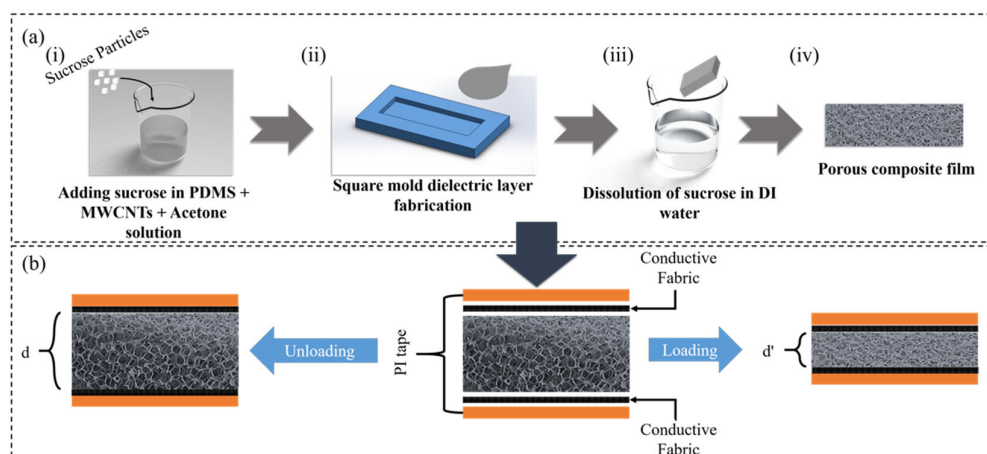 (a)
(i)
Sucrose Particles
Adding sucrose in PDMS +
MWCNTs + Acetone
solution
(ii)
Square mold dielectric layer
fabrication
(iii)
Dissolution of sucrose in DI
water
(iv)
Porous composite film
(b)
d
Unloading
PI tape
Conductive
Fabric
Conductive
Fabric
Loading
d'